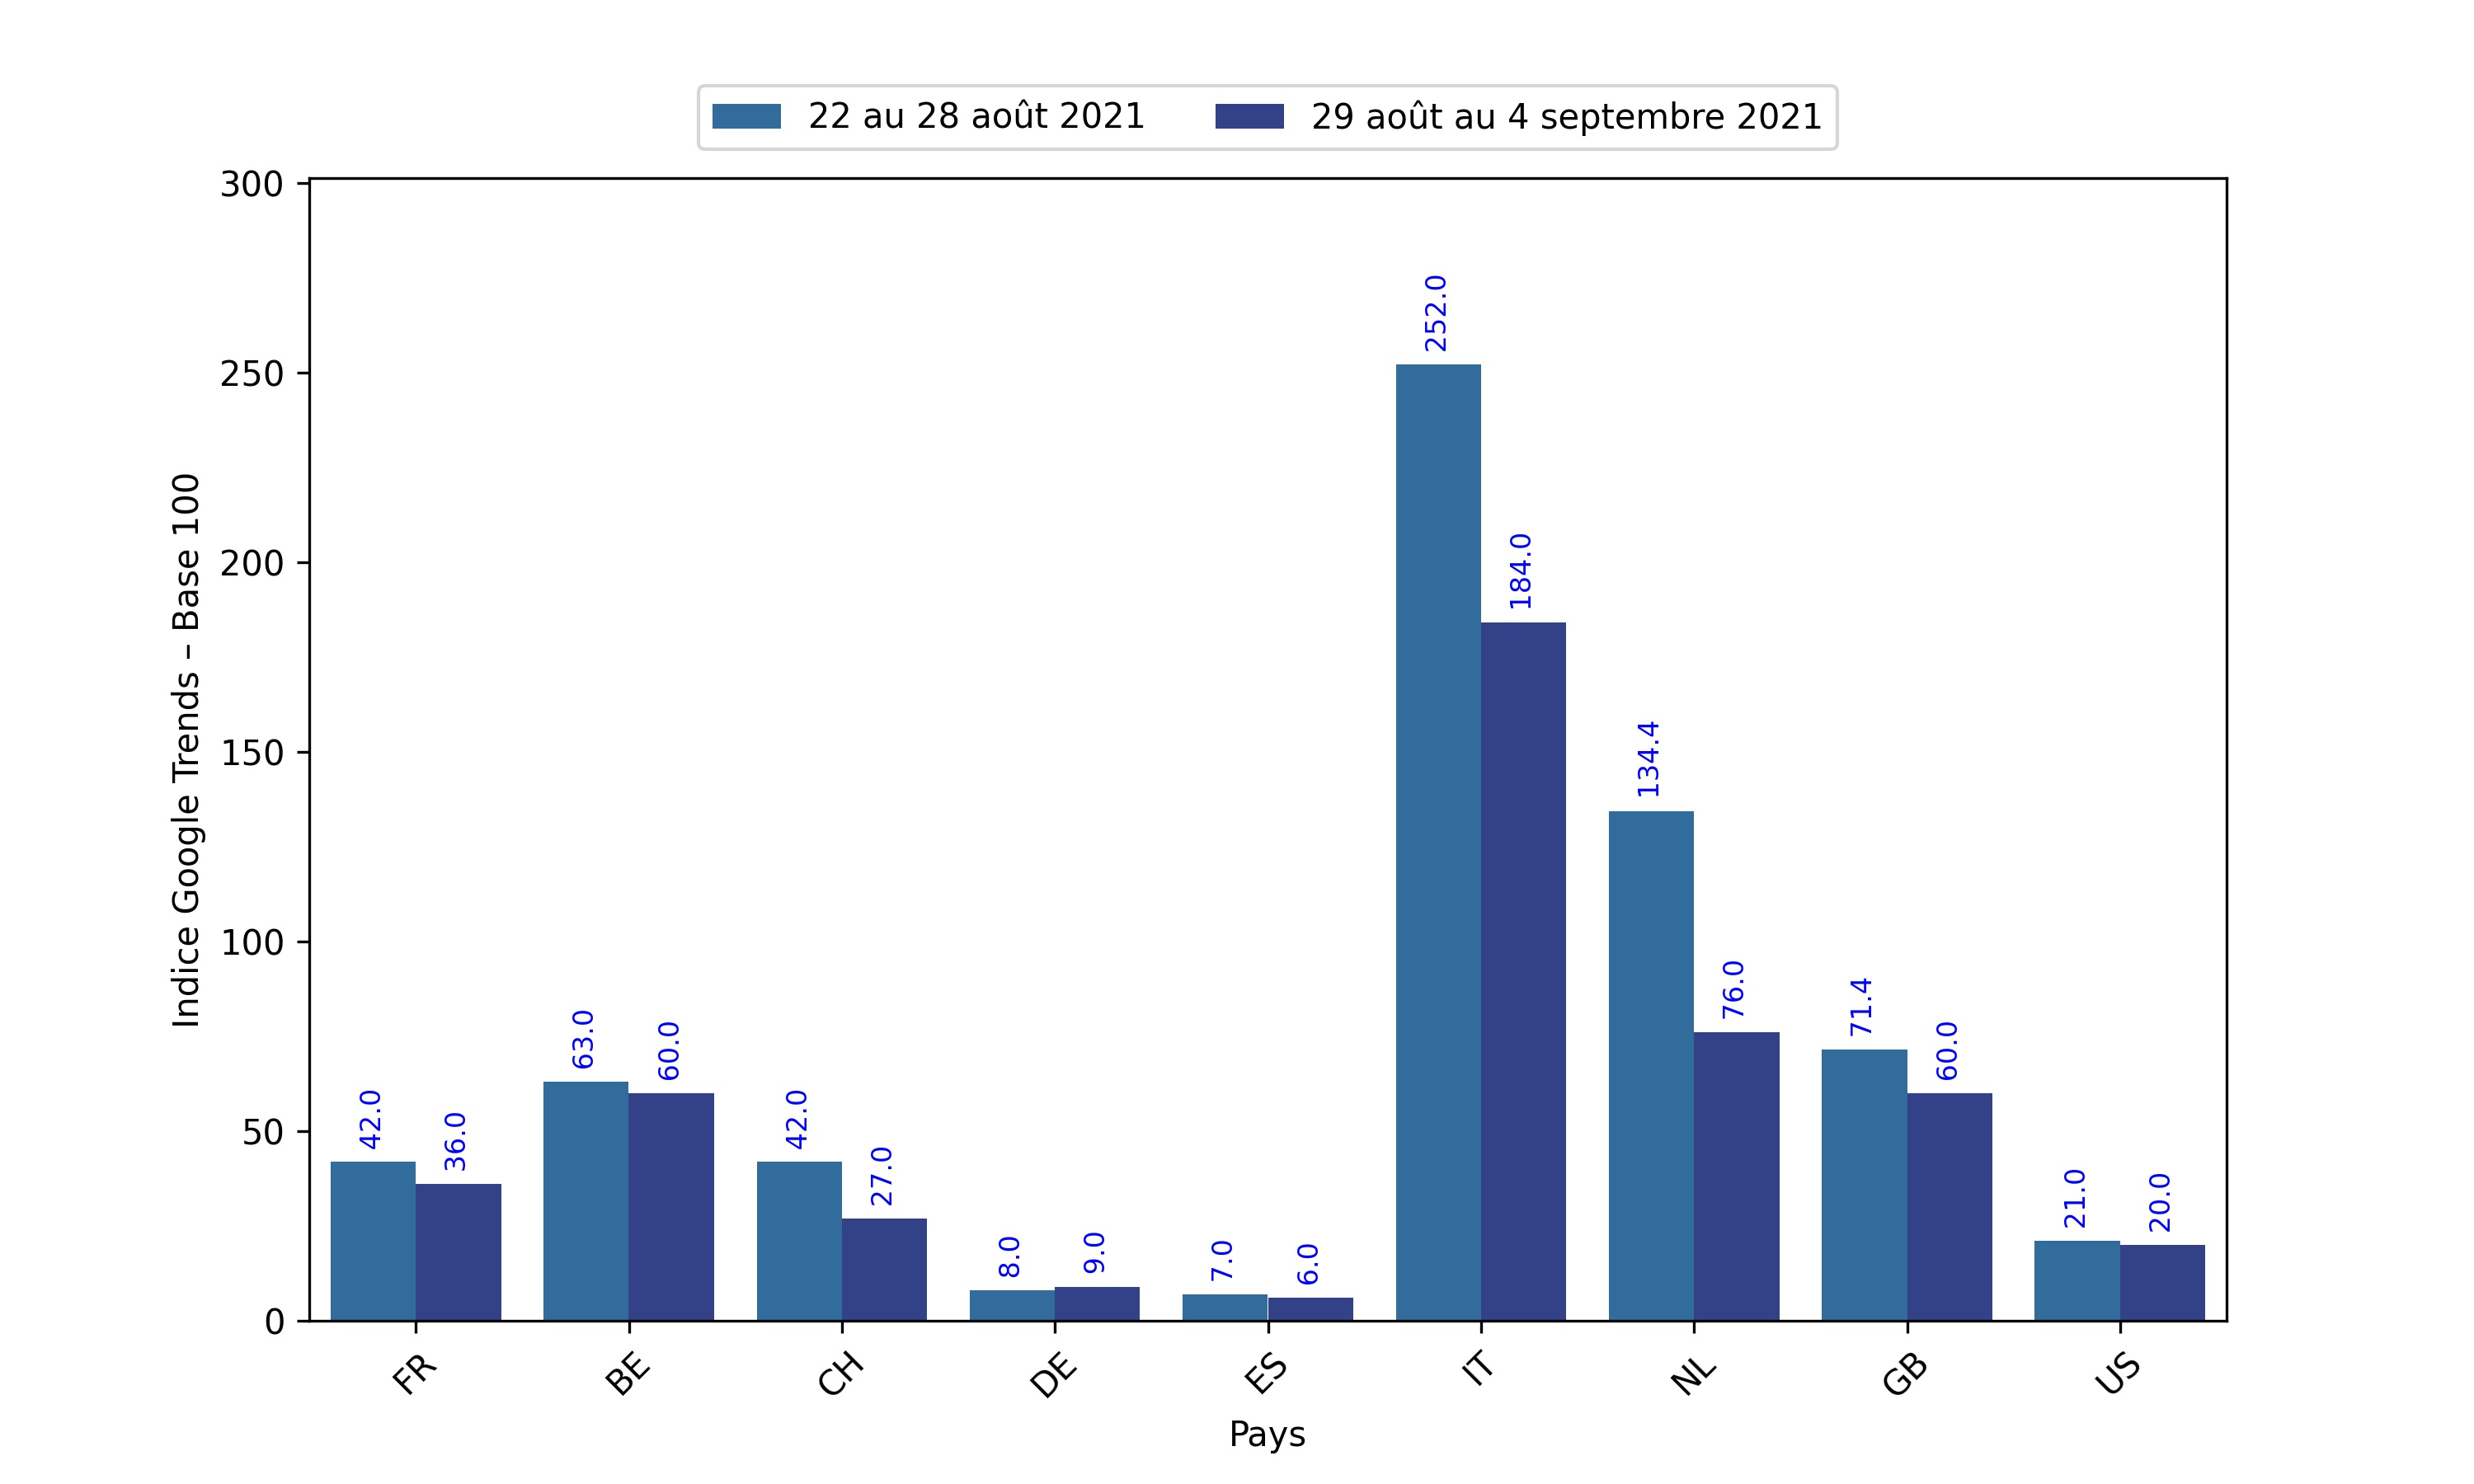 22 au 28 août 2021
29 août au 4 septembre 2021
Indice Google Trends – Base 100
300
250
200
150
100
50
0
42.0
36.0
63.0
60.0
42.0
27.0
8.0
9.0
7.0
6.0
252.0
184.0
134.4
76.0
71.4
60.0
21.0
20.0
FR
BE
CH
DE
ES
IT
NL
GB
US
Pays